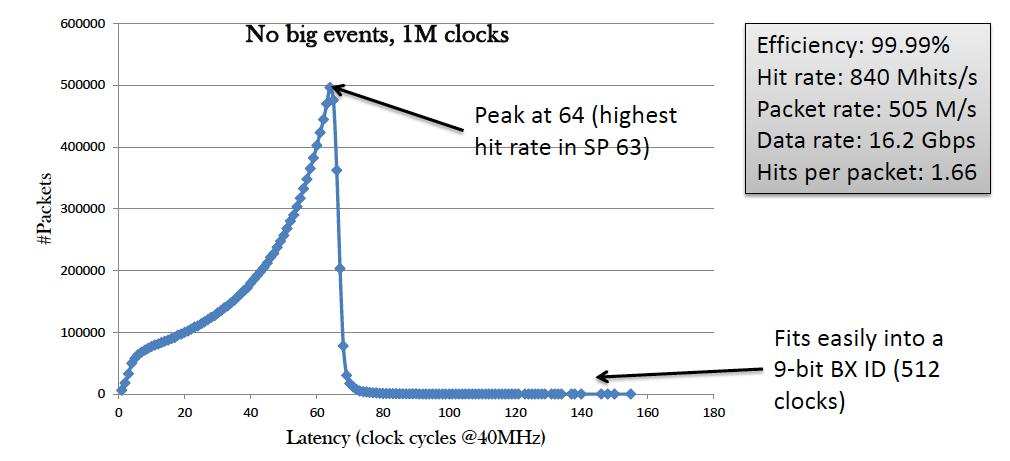 No big events, 1M clocks
600000
500000
400000
300000
200000
100000
0
#Packets
0 20 40 60 80 100 120 140 160 180
Latency (clock cycles @40MHz)
Peak at 64 (highest
hit rate in SP 63)
Efficiency: 99.99%
Hit rate: 840 Mhits/s
Packet rate: 505 M/s
Data rate: 16.2 Gbps
Hits per packet: 1.66
Fits easily into a
9-bit BX ID (512
clocks)